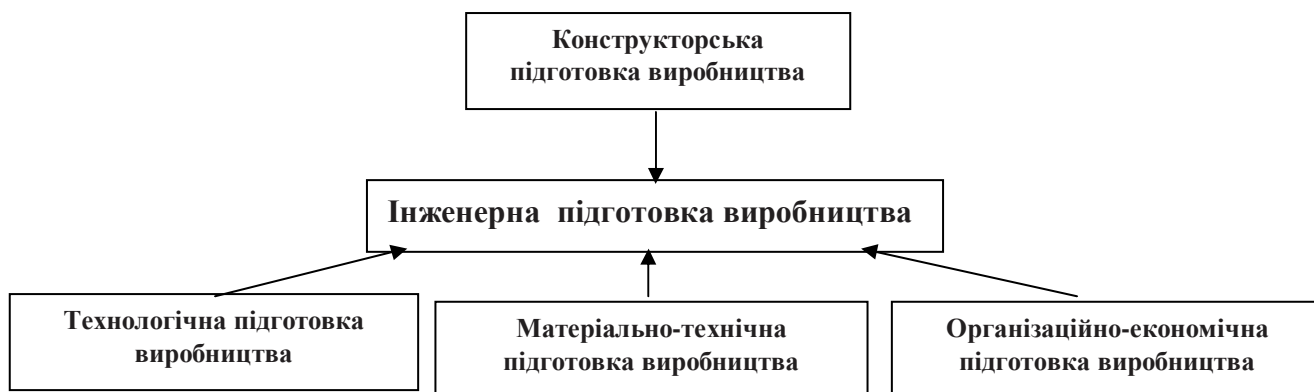 Конструкторська
підготовка виробництва
Інженерна підготовка виробництва
Технологічна підготовка
виробництва
Матеріально-технічна
підготовка виробництва
Організаційно-економічна
підготовка виробництва